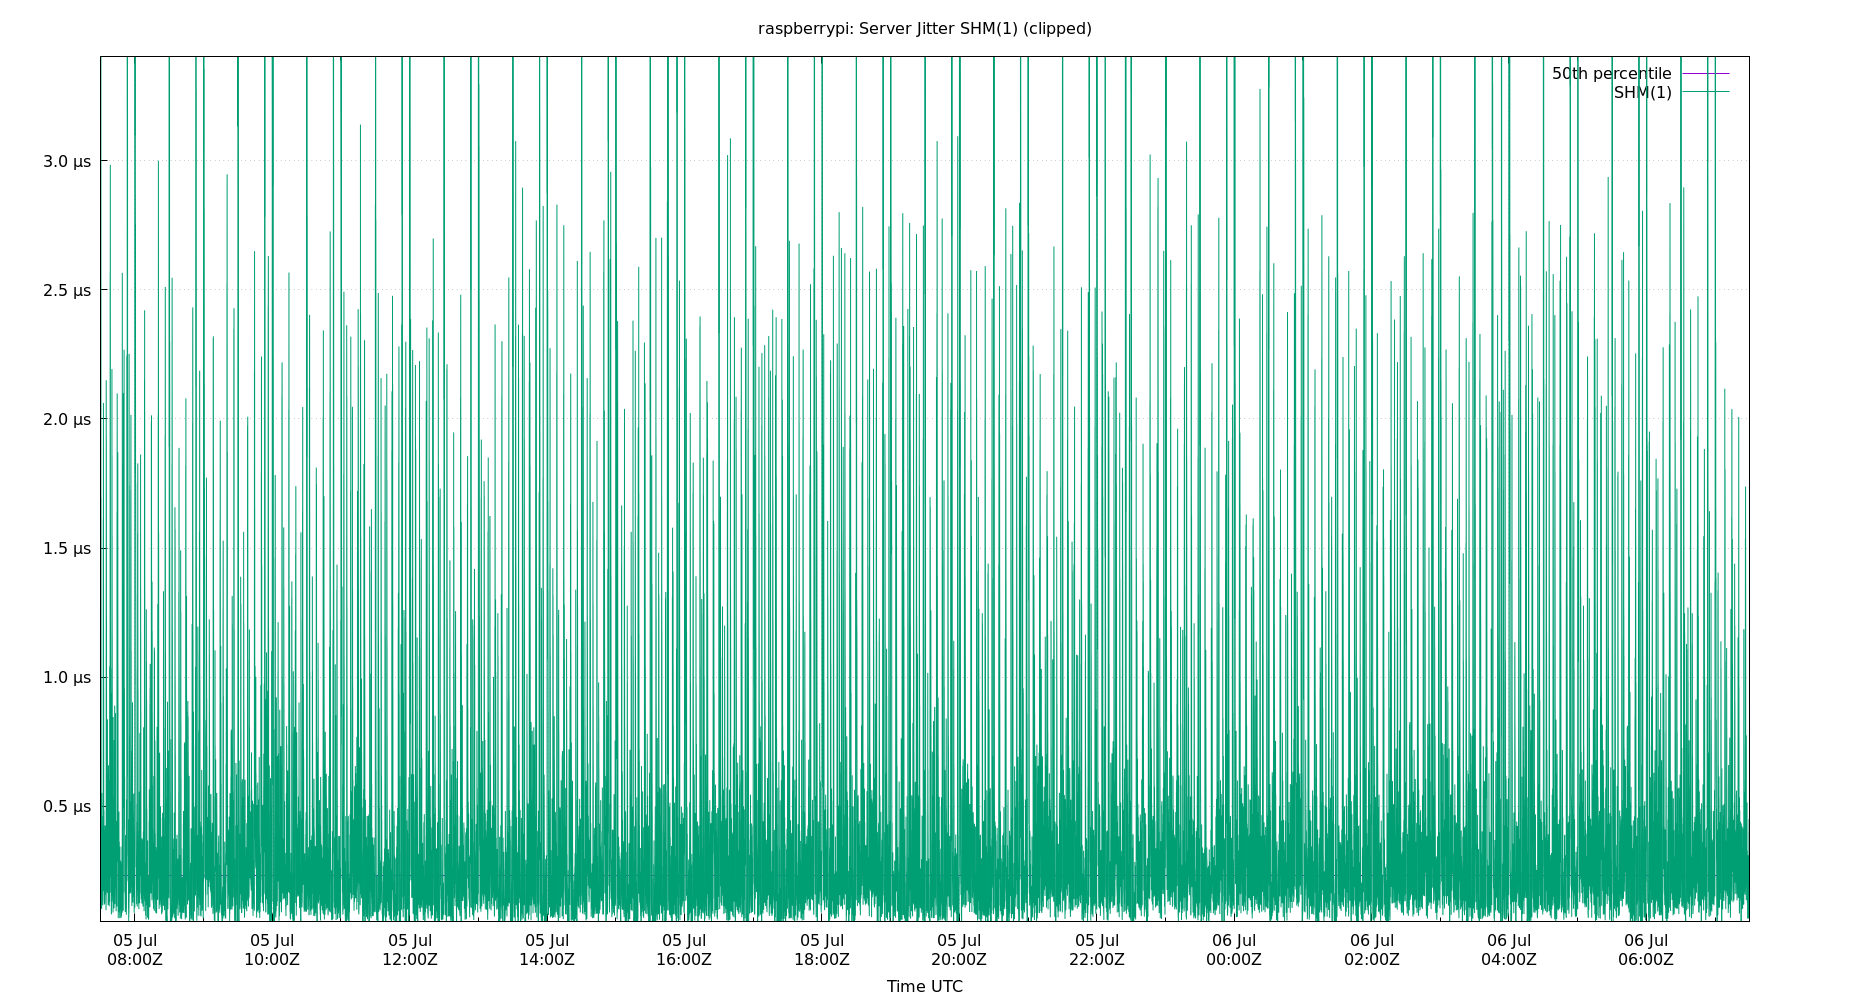 raspberrypi: Server Jitter SHM(1) (clipped)
50th percentile
SHM(1)
3.0 µs
2.5 µs
2.0 µs
1.5 µs
1.0 µs
0.5 µs
05 Jul 05 Jul 05 Jul 05 Jul 05 Jul 05 Jul 05 Jul 05 Jul 06 Jul 06 Jul 06 Jul 06 Jul
08:00Z 10:00Z 12:00Z 14:00Z 16:00Z 18:00Z 20:00Z 22:00Z 00:00Z 02:00Z 04:00Z 06:00Z
Time UTC